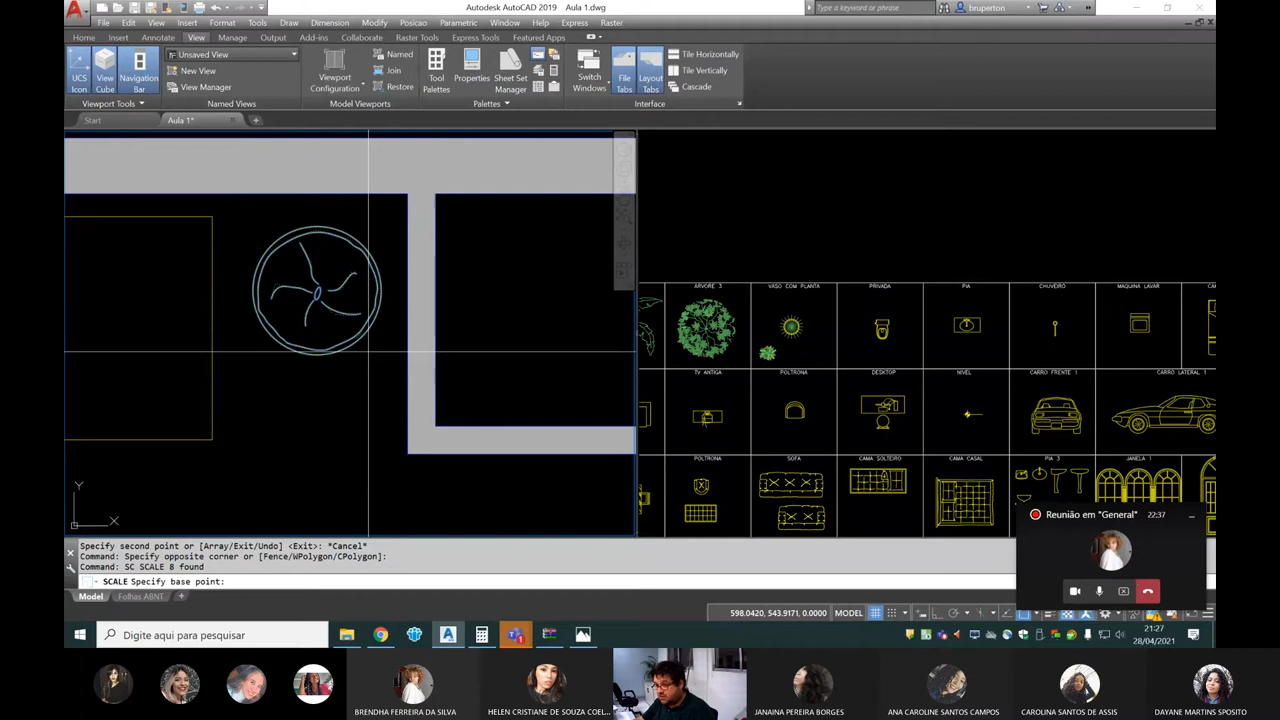 Autodesk AutoCAD 2019 Aula 1.dwg
Type a keyword or phrase
bruperton
File Edit View Insert Format Tools Draw Dimension Modify Posicao Parametric Window Help Express Raster
Home Insert Annotate View Manage Output Add-ins Collaborate Raster Tools Express Tools Featured Apps
UCS Icon
View Cube
Navigation Bar
Unsaved View
New View
View Manager
Viewport Configuration
Named
Join
Restore
Tool Palettes
Properties
Sheet Set Manager
Switch Windows
File Tabs
Layout Tabs
Tile Horizontally
Tile Vertically
Cascade
Viewport Tools Named Views Model Viewports Palettes Interface
Start Aula 1*
ARVORE 3 VASO COM PLANTA PRIVADA PIA CHUVEIRO MAQUINA LAVAR
TV ANTIGA POLTRONA DESKTOP NIVEL CARRO FRENTE 1 CARRO LATERAL 1
POLTRONA SOFA CAMA SOLTEIRO CAMA CASAL PIA 3 JANELA 1
Y
X
Reunião em "General" 22:37
Specify second point or [Array/Exit/Undo] <Exit>: *Cancel*
Command: Specify opposite corner or [Fence/WPolygon/CPolygon]:
Command: SC SCALE 8 found
SCALE Specify base point:
Model Folhas ABNT
598.0420, 543.9171, 0.0000 MODEL
Digite aqui para pesquisar
21:27
28/04/2021
BRENDHA FERREIRA DA SILVA HELEN CRISTIANE DE SOUZA COEL... JANAINA PEREIRA BORGES ANA CAROLINE SANTOS CAMPOS CAROLINA SANTOS DE ASSIS DAYANE MARTINS SPOSITO